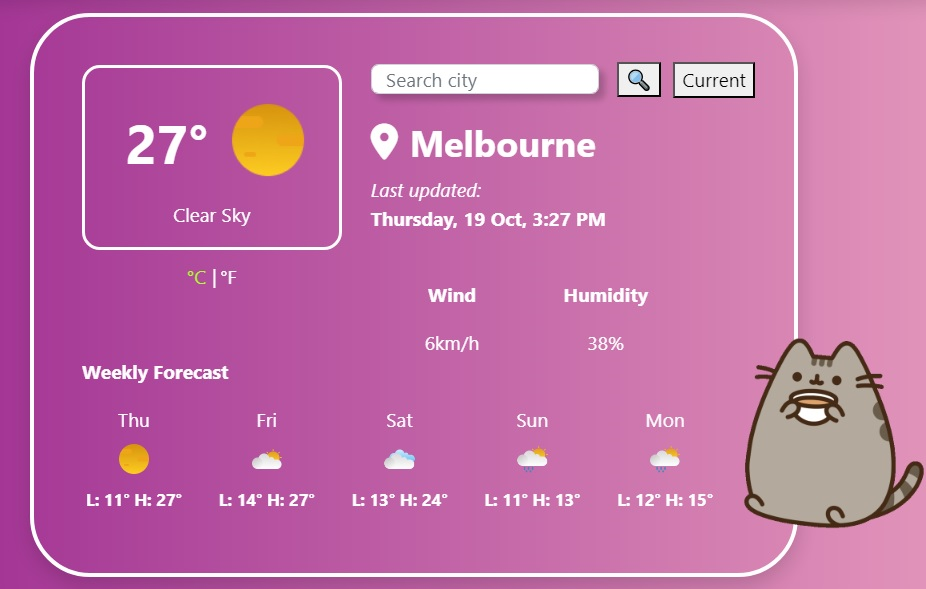 Search city
Current
27°
Clear Sky
°C | °F
Melbourne
Last updated:
Thursday, 19 Oct, 3:27 PM
Wind Humidity
6km/h 38%
Weekly Forecast
Thu Fri Sat Sun Mon
L: 11° H: 27° L: 14° H: 27° L: 13° H: 24° L: 11° H: 13° L: 12° H: 15°